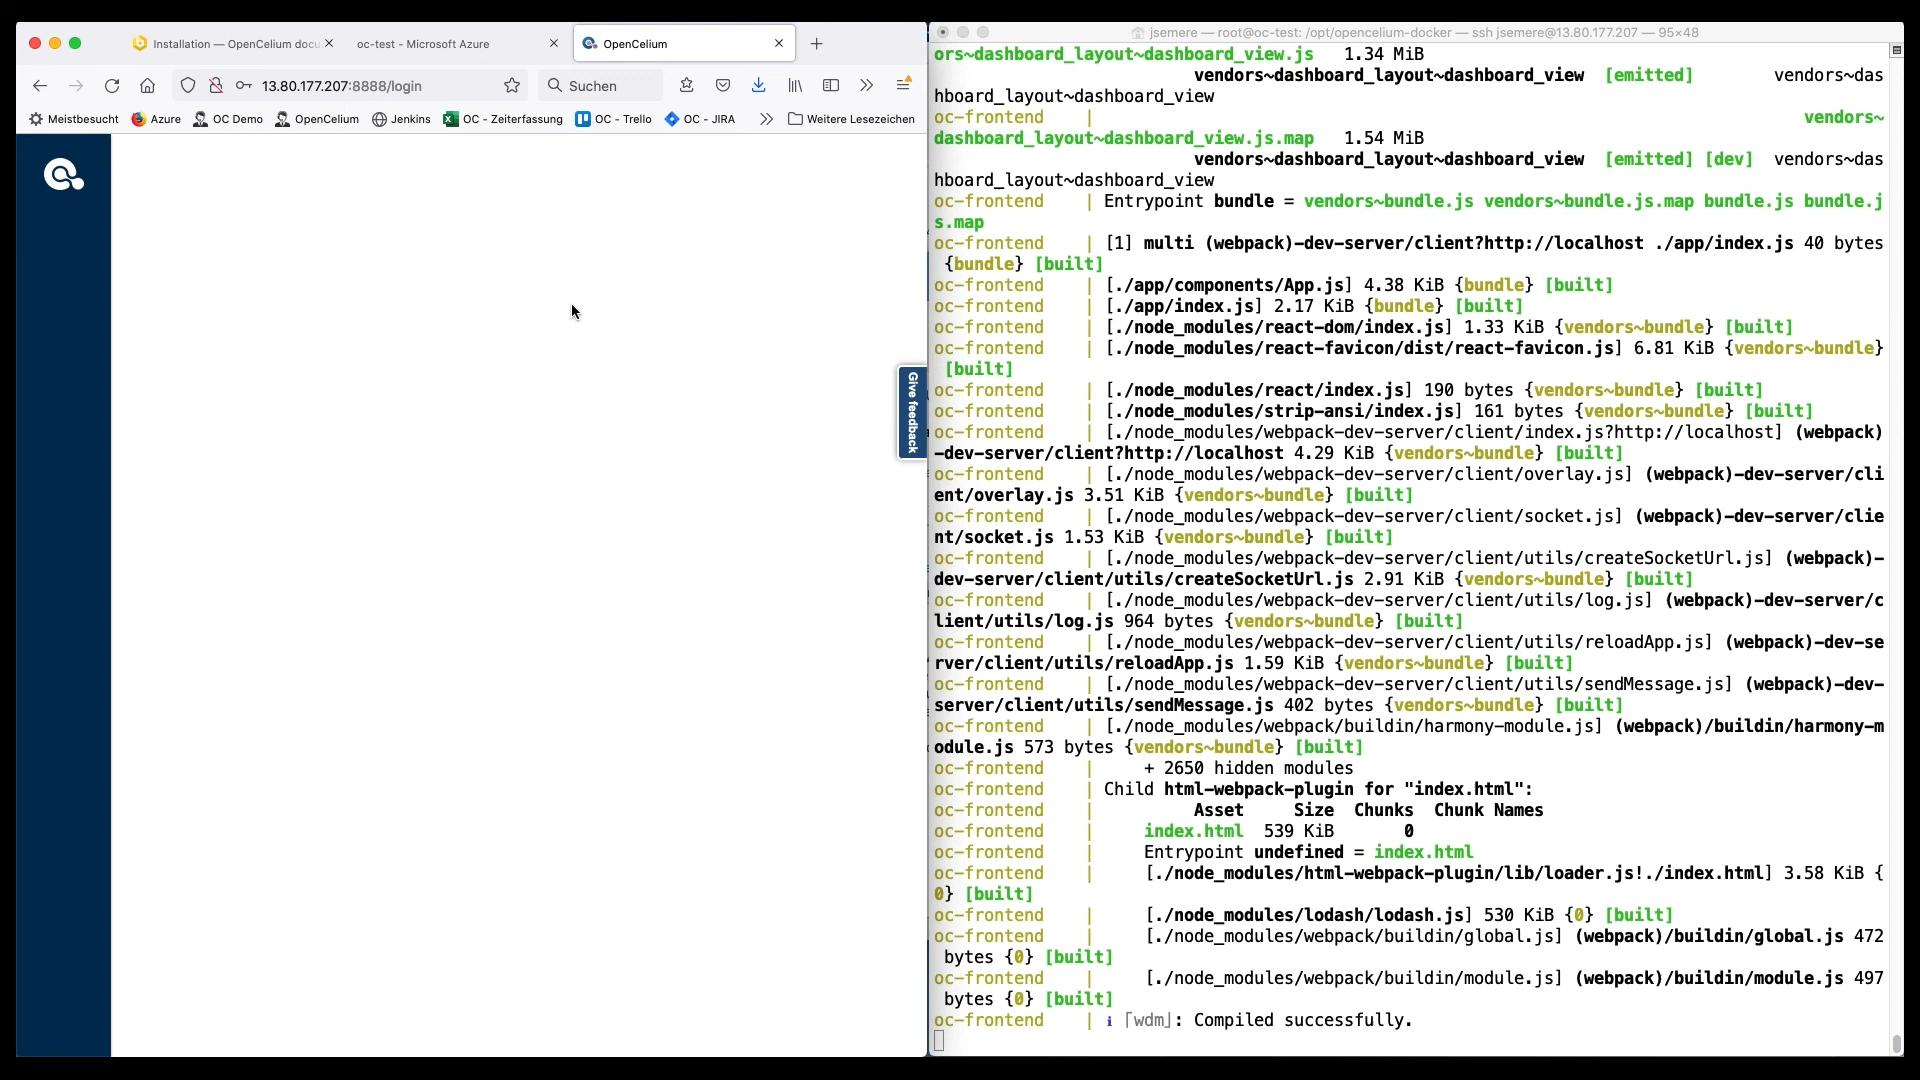 Installation — OpenCelium docu
oc-test - Microsoft Azure
OpenCelium
13.80.177.207:8888/login
Suchen
Meistbesucht
Azure
OC Demo
OpenCelium
Jenkins
OC - Zeiterfassung
OC - Trello
OC - JIRA
Weitere Lesezeichen
Give feedback
jsemere — root@oc-test: /opt/opencelium-docker — ssh jsemere@13.80.177.207 — 95×48
ors~dashboard_layout~dashboard_view.js 1.34 MiB
vendors~dashboard_layout~dashboard_view [emitted] vendors~das
hboard_layout~dashboard_view
oc-frontend | vendors~
dashboard_layout~dashboard_view.js.map 1.54 MiB
vendors~dashboard_layout~dashboard_view [emitted] [dev] vendors~das
hboard_layout~dashboard_view
oc-frontend | Entrypoint bundle = vendors~bundle.js vendors~bundle.js.map bundle.js bundle.j
s.map
oc-frontend | [1] multi (webpack)-dev-server/client?http://localhost ./app/index.js 40 bytes
{bundle} [built]
oc-frontend | [./app/components/App.js] 4.38 KiB {bundle} [built]
oc-frontend | [./app/index.js] 2.17 KiB {bundle} [built]
oc-frontend | [./node_modules/react-dom/index.js] 1.33 KiB {vendors~bundle} [built]
oc-frontend | [./node_modules/react-favicon/dist/react-favicon.js] 6.81 KiB {vendors~bundle}
[built]
oc-frontend | [./node_modules/react/index.js] 190 bytes {vendors~bundle} [built]
oc-frontend | [./node_modules/strip-ansi/index.js] 161 bytes {vendors~bundle} [built]
oc-frontend | [./node_modules/webpack-dev-server/client/index.js?http://localhost] (webpack)
-dev-server/client?http://localhost 4.29 KiB {vendors~bundle} [built]
oc-frontend | [./node_modules/webpack-dev-server/client/overlay.js] (webpack)-dev-server/cli
ent/overlay.js 3.51 KiB {vendors~bundle} [built]
oc-frontend | [./node_modules/webpack-dev-server/client/socket.js] (webpack)-dev-server/clie
nt/socket.js 1.53 KiB {vendors~bundle} [built]
oc-frontend | [./node_modules/webpack-dev-server/client/utils/createSocketUrl.js] (webpack)-
dev-server/client/utils/createSocketUrl.js 2.91 KiB {vendors~bundle} [built]
oc-frontend | [./node_modules/webpack-dev-server/client/utils/log.js] (webpack)-dev-server/c
lient/utils/log.js 964 bytes {vendors~bundle} [built]
oc-frontend | [./node_modules/webpack-dev-server/client/utils/reloadApp.js] (webpack)-dev-se
rver/client/utils/reloadApp.js 1.59 KiB {vendors~bundle} [built]
oc-frontend | [./node_modules/webpack-dev-server/client/utils/sendMessage.js] (webpack)-dev-
server/client/utils/sendMessage.js 402 bytes {vendors~bundle} [built]
oc-frontend | [./node_modules/webpack/buildin/harmony-module.js] (webpack)/buildin/harmony-m
odule.js 573 bytes {vendors~bundle} [built]
oc-frontend | + 2650 hidden modules
oc-frontend | Child html-webpack-plugin for "index.html":
oc-frontend | Asset Size Chunks Chunk Names
oc-frontend | index.html 539 KiB 0
oc-frontend | Entrypoint undefined = index.html
oc-frontend | [./node_modules/html-webpack-plugin/lib/loader.js!./index.html] 3.58 KiB {
0} [built]
oc-frontend | [./node_modules/lodash/lodash.js] 530 KiB {0} [built]
oc-frontend | [./node_modules/webpack/buildin/global.js] (webpack)/buildin/global.js 472
bytes {0} [built]
oc-frontend | [./node_modules/webpack/buildin/module.js] (webpack)/buildin/module.js 497
bytes {0} [built]
oc-frontend | ℹ ｢wdm｣: Compiled successfully.